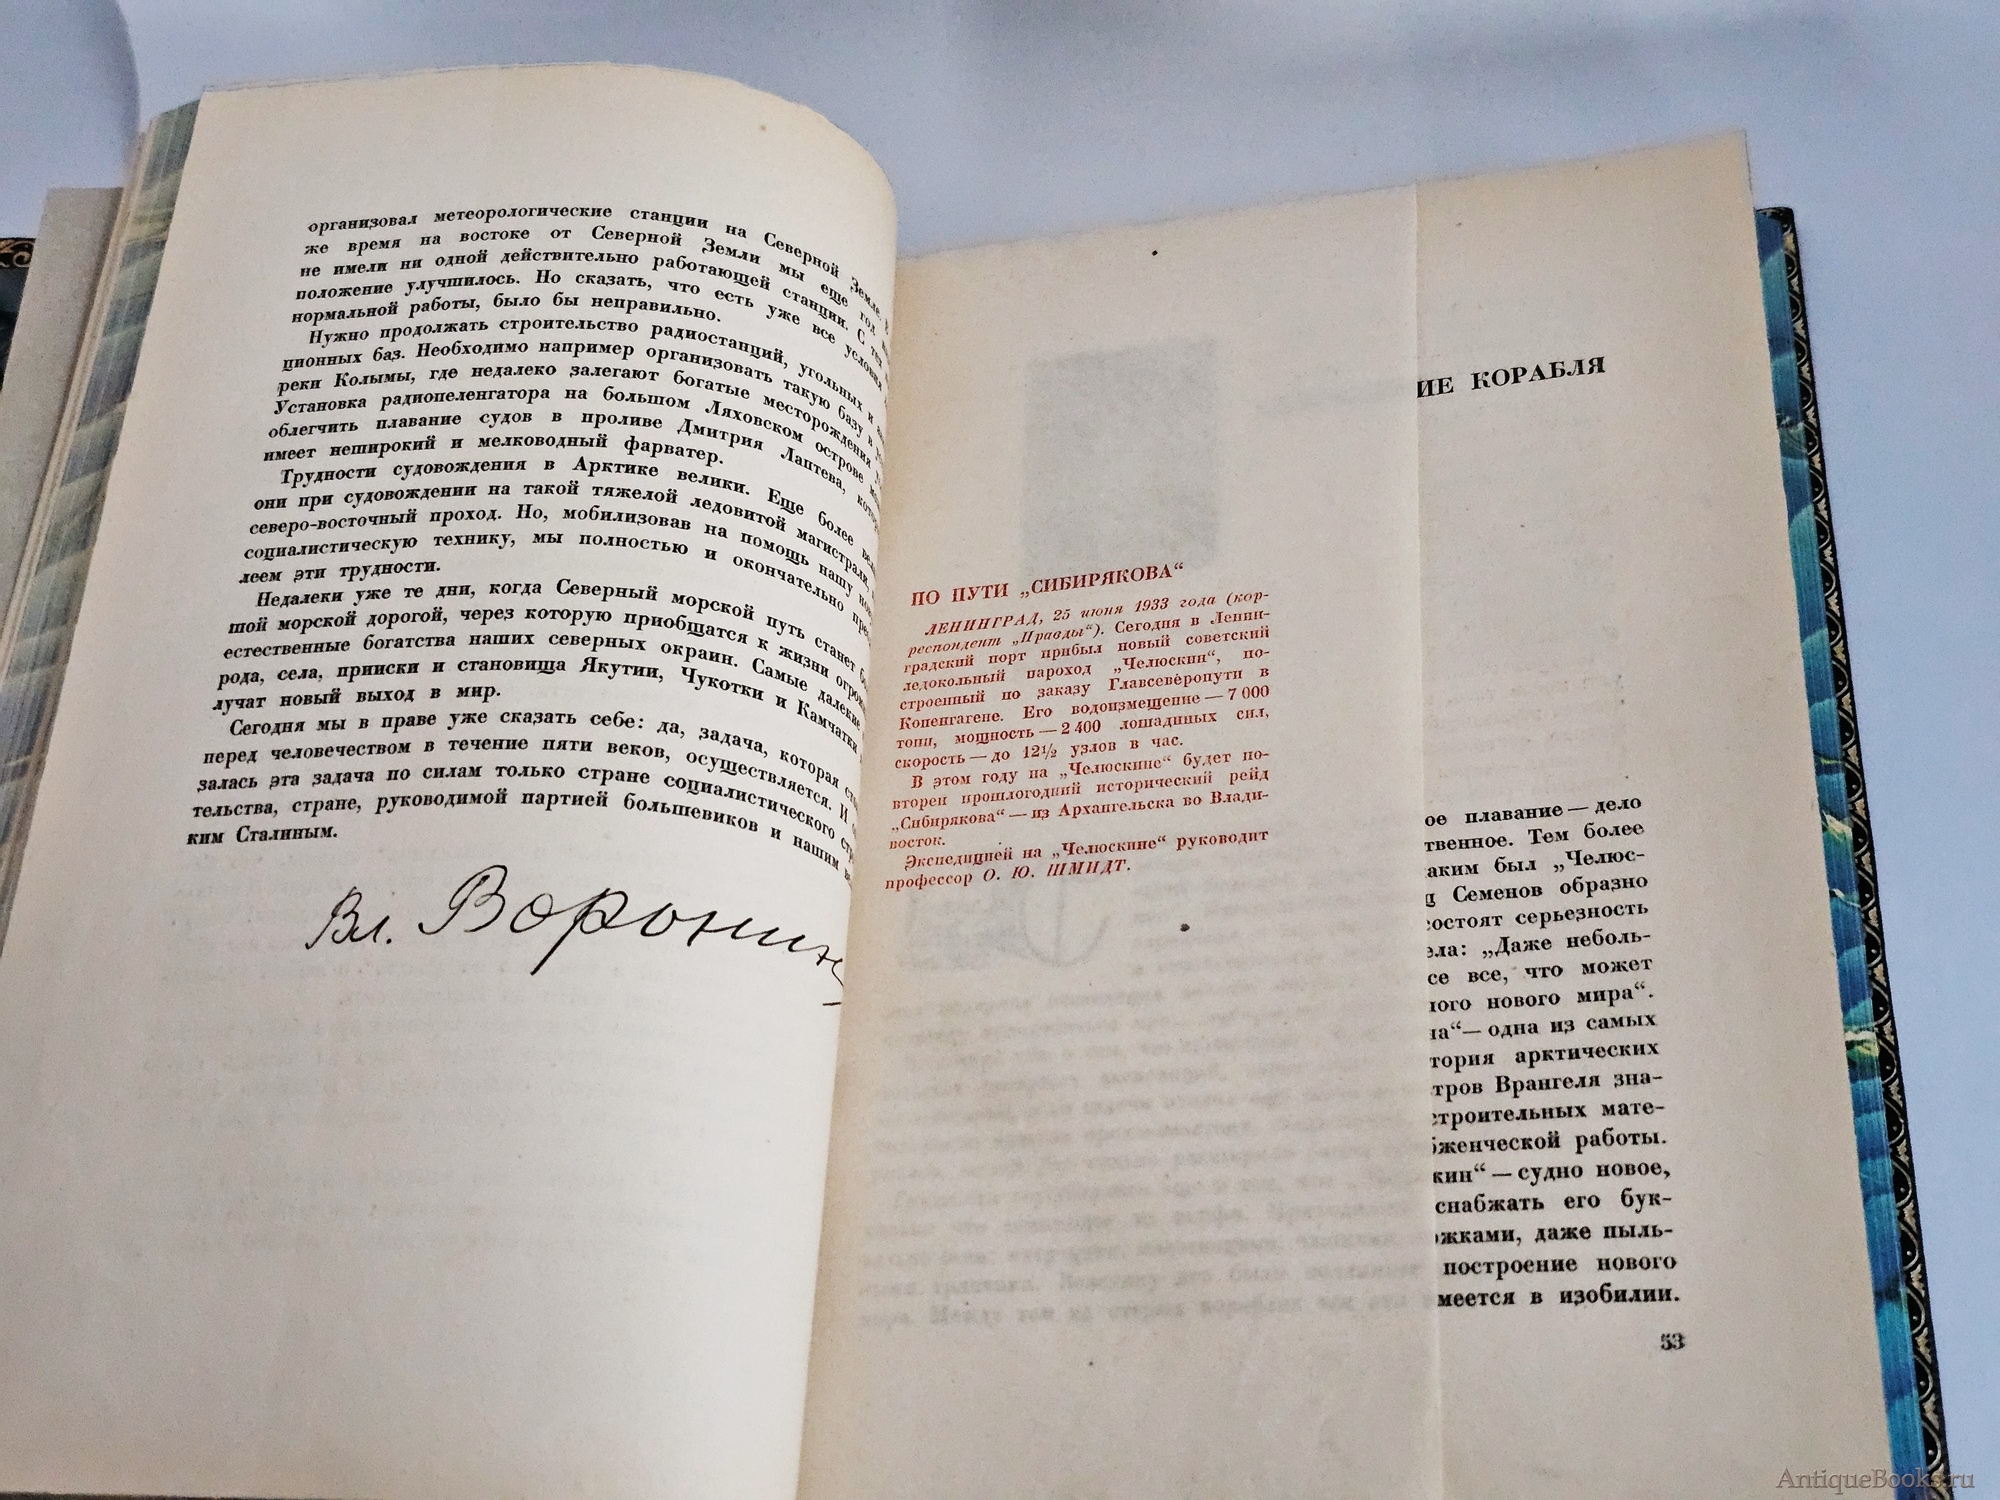 организовал метеорологические станции на Северной Земле. В
же время на востоке от Северной Земли мы еще год
не имели ни одной действительно работающей станции. С тех
положение улучшилось. Но сказать, что есть уже все условия
нормальной работы, было бы неправильно.
Нужно продолжать строительство радиостанций, угольных и
ционных баз. Необходимо например организовать такую базу в
реки Колымы, где недалеко залегают богатые месторождения
Установка радиопеленгатора на большом Ляховском острове
облегчить плавание судов в проливе Дмитрия Лаптева,
имеет неширокий и мелководный фарватер.
Трудности судовождения в Арктике велики. Еще более
они при судовождении на такой тяжелой ледовитой магистрали
северо-восточный проход. Но, мобилизовав на помощь нашу
социалистическую технику, мы полностью и окончательно
леем эти трудности.
Недалеки уже те дни, когда Северный морской путь станет
шой морской дорогой, через которую приобщатся к жизни
естественные богатства наших северных окраин. Самые далекие
рода, села, прииски и становища Якутии, Чукотки и Камчатки
лучат новый выход в мир.
Сегодня мы в праве уже сказать себе: да, задача, которая
перед человечеством в течение пяти веков, осуществляется. И
залась эта задача по силам только стране социалистического
тельства, стране, руководимой партией большевиков и нашим
ким Сталиным.
Вл. Воронин
ПО ПУТИ „СИБИРЯКОВА“
ЛЕНИНГРАД, 25 июня 1933 года (кор-
респондент „Правды“). Сегодня в Ленин-
градский порт прибыл новый советский
ледокольный пароход „Челюскин“, по-
строенный по заказу Главсевёропути в
Копенгагене. Его водоизмещение — 7 000
тонн, мощность — 2 400 лошадиных сил,
скорость — до 12½ узлов в час.
В этом году на „Челюскине“ будет по-
вторен прошлогодний исторический рейд
„Сибирякова“ — из Архангельска во Влади-
восток.
Экспедицией на „Челюскине“ руководит
профессор О. Ю. ШМИДТ.
ИЕ КОРАБЛЯ
ое плавание — дело
твенное. Тем более
аким был „Челюс-
Семенов образно
состоят серьезность
ела: „Даже неболь-
се все, что может
ного нового мира“.
на“— одна из самых
тория арктических
тров Врангеля зна-
строительных мате-
бженческой работы.
кин“ — судно новое,
снабжать его бук-
ожками, даже пыль-
построение нового
меется в изобилии.
53
AntiqueBooks.ru